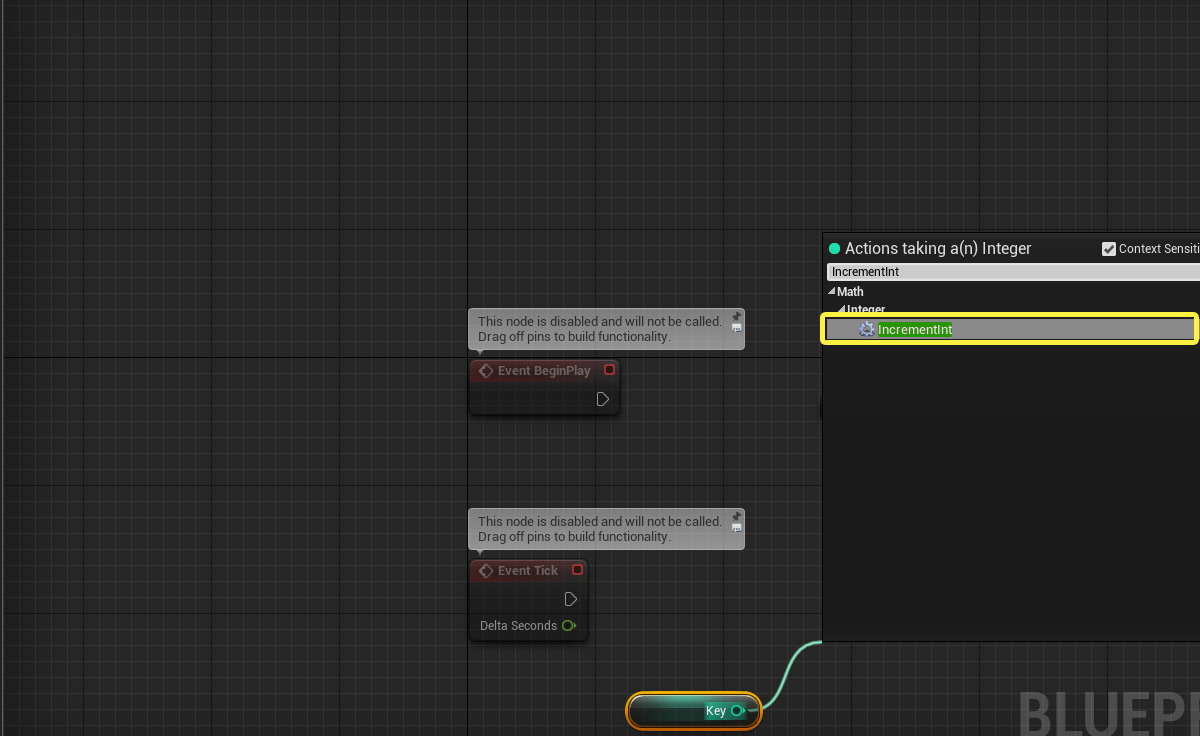 Actions taking a(n) Integer
Context Sensiti
IncrementInt
Math
Integer
IncrementInt
This node is disabled and will not be called.
Drag off pins to build functionality.
Event BeginPlay
This node is disabled and will not be called.
Drag off pins to build functionality.
Event Tick
Delta Seconds
Key
BLUEP